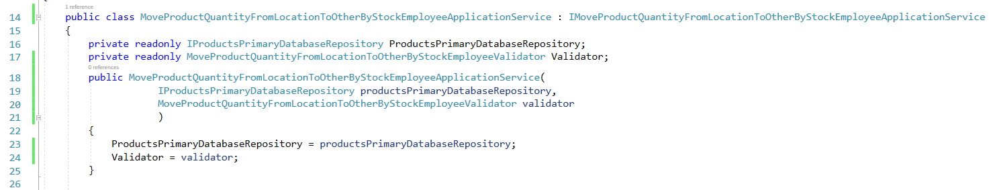 1 reference
14 public class MoveProductQuantityFromLocationToOtherByStockEmployeeApplicationService : IMoveProductQuantityFromLocationToOtherByStockEmployeeApplicationService
15 {
16 private readonly IProductsPrimaryDatabaseRepository ProductsPrimaryDatabaseRepository;
17 private readonly MoveProductQuantityFromLocationToOtherByStockEmployeeValidator Validator;
0 references
18 public MoveProductQuantityFromLocationToOtherByStockEmployeeApplicationService(
19 IProductsPrimaryDatabaseRepository productsPrimaryDatabaseRepository,
20 MoveProductQuantityFromLocationToOtherByStockEmployeeValidator validator
21 )
22 {
23 ProductsPrimaryDatabaseRepository = productsPrimaryDatabaseRepository;
24 Validator = validator;
25 }
26